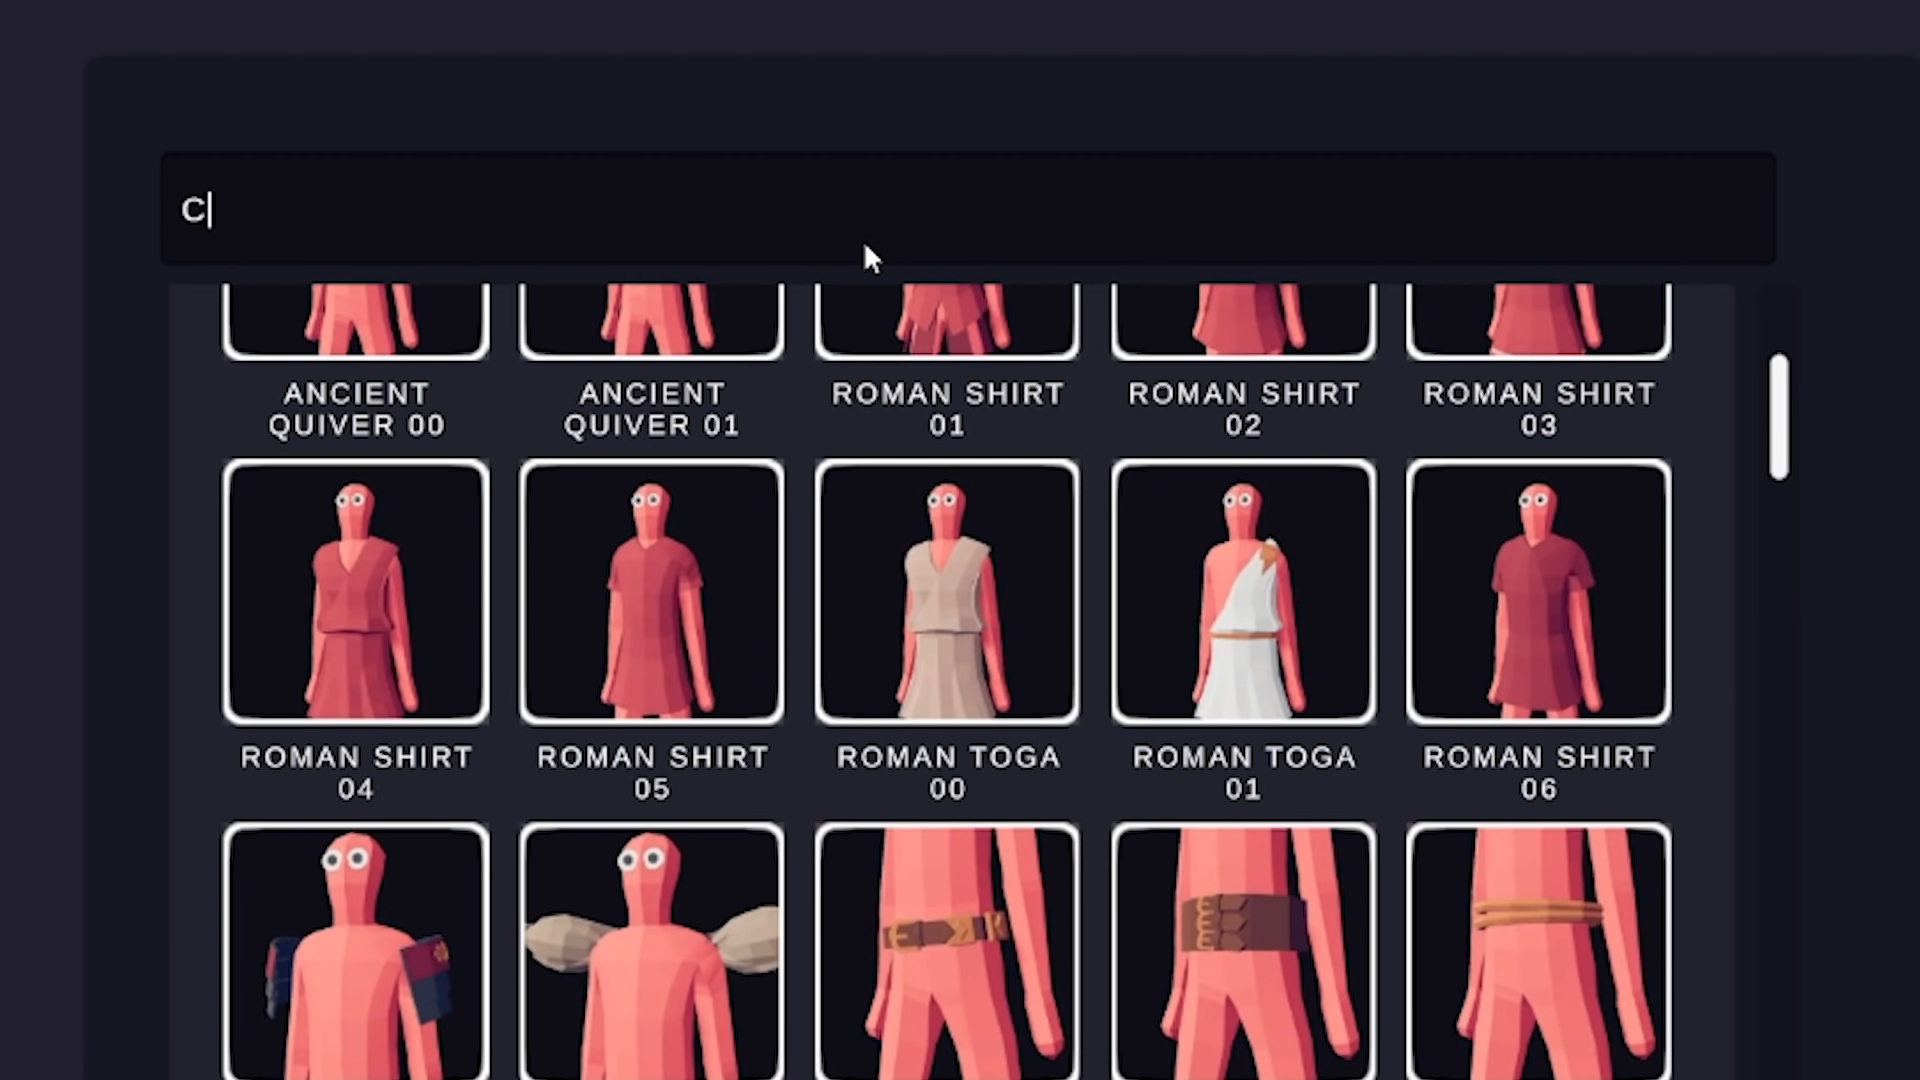 C
ANCIENT
QUIVER 00
ANCIENT
QUIVER 01
ROMAN SHIRT
01
ROMAN SHIRT
02
ROMAN SHIRT
03
ROMAN SHIRT
04
ROMAN SHIRT
05
ROMAN TOGA
00
ROMAN TOGA
01
ROMAN SHIRT
06